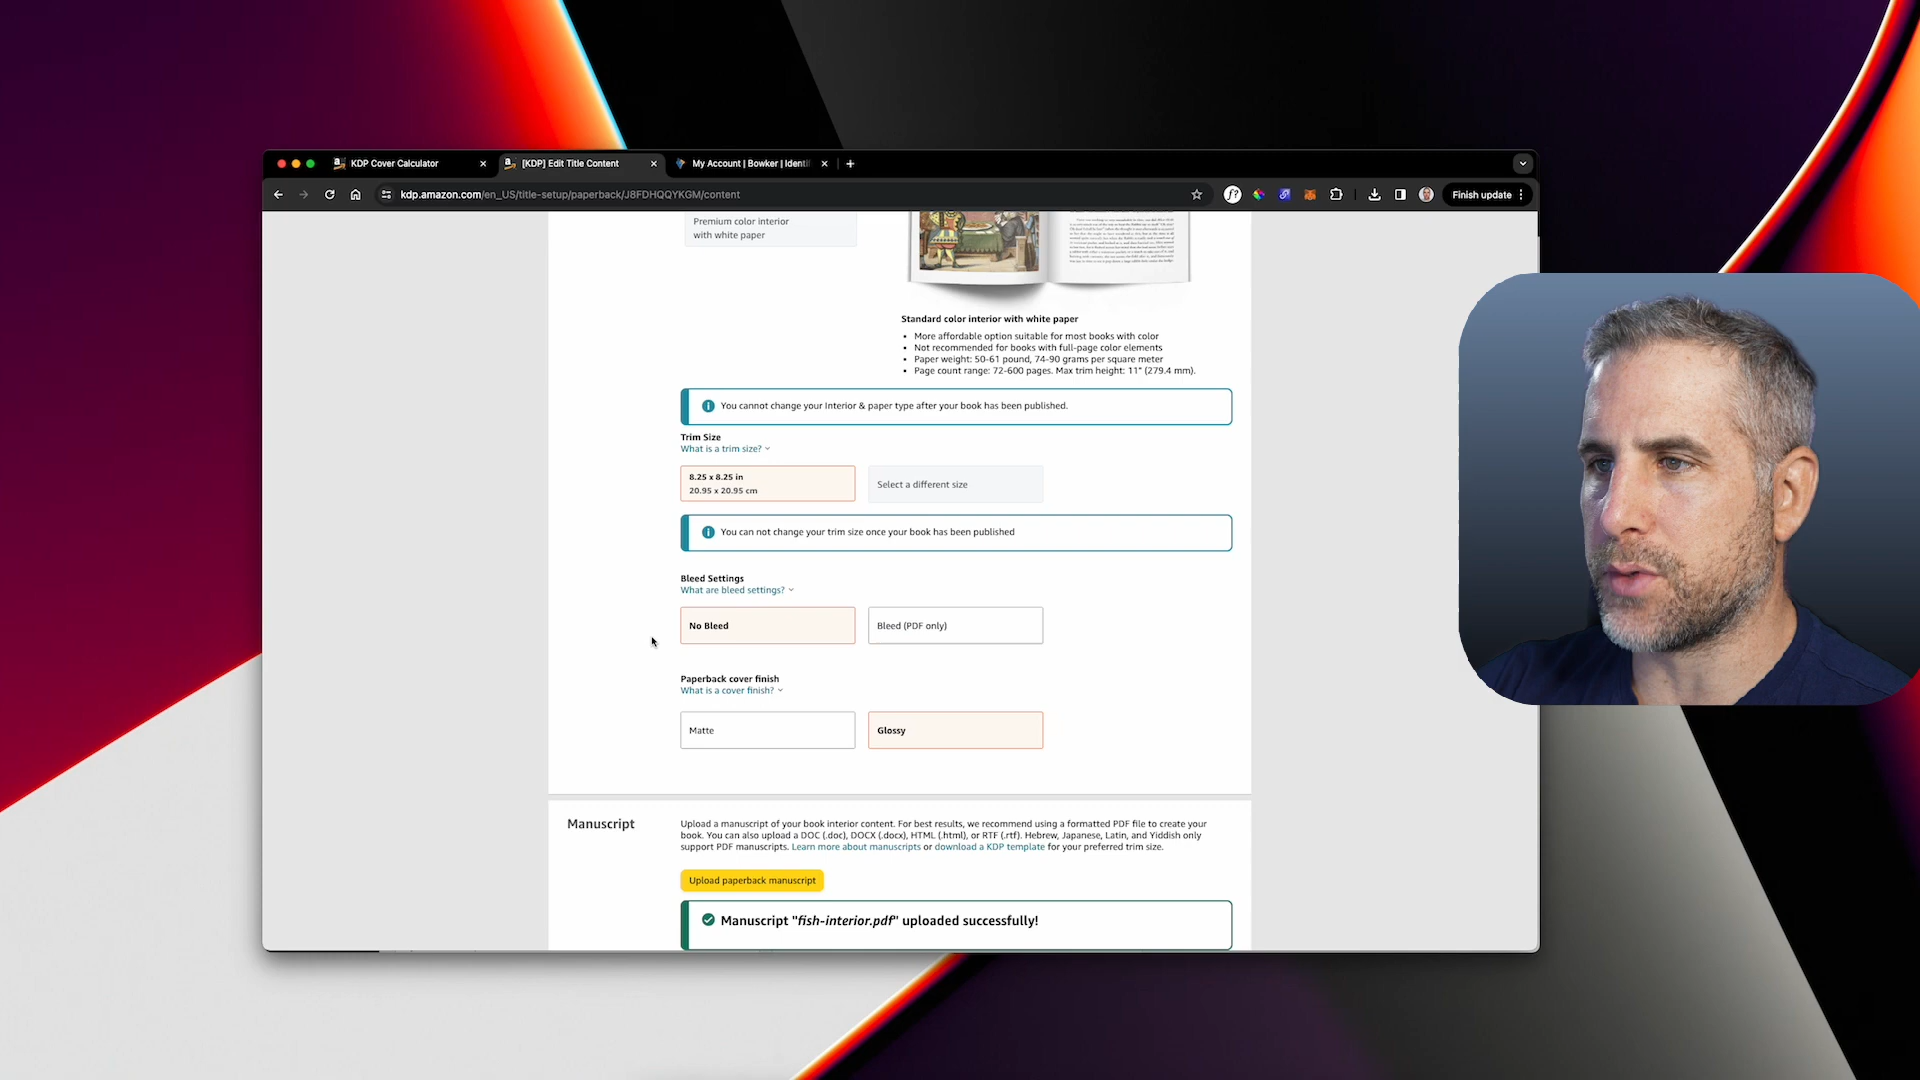 KDP Cover Calculator
[KDP] Edit Title Content
My Account | Bowker | Identi
kdp.amazon.com/en_US/title-setup/paperback/J8FDHQQYKGM/content
Finish update
Premium color interior
with white paper
Standard color interior with white paper
• More affordable option suitable for most books with color
• Not recommended for books with full-page color elements
• Paper weight: 50-61 pound, 74-90 grams per square meter
• Page count range: 72-600 pages. Max trim height: 11" (279.4 mm).
You cannot change your Interior & paper type after your book has been published.
Trim Size
What is a trim size?
8.25 x 8.25 in
20.95 x 20.95 cm
Select a different size
You can not change your trim size once your book has been published
Bleed Settings
What are bleed settings?
No Bleed
Bleed (PDF only)
Paperback cover finish
What is a cover finish?
Matte
Glossy
Manuscript
Upload a manuscript of your book interior content. For best results, we recommend using a formatted PDF file to create your
book. You can also upload a DOC (.doc), DOCX (.docx), HTML (.html), or RTF (.rtf). Hebrew, Japanese, Latin, and Yiddish only
support PDF manuscripts. Learn more about manuscripts or download a KDP template for your preferred trim size.
Upload paperback manuscript
Manuscript "fish-interior.pdf" uploaded successfully!